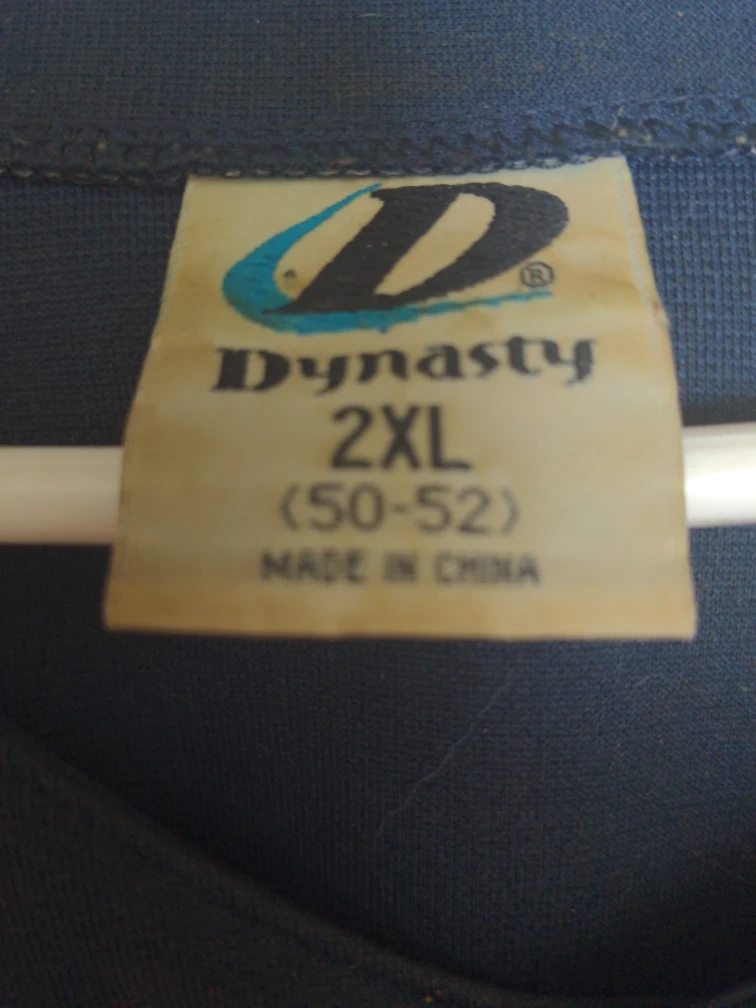 D®
Dynasty
2XL
(50-52)
MADE IN CHINA